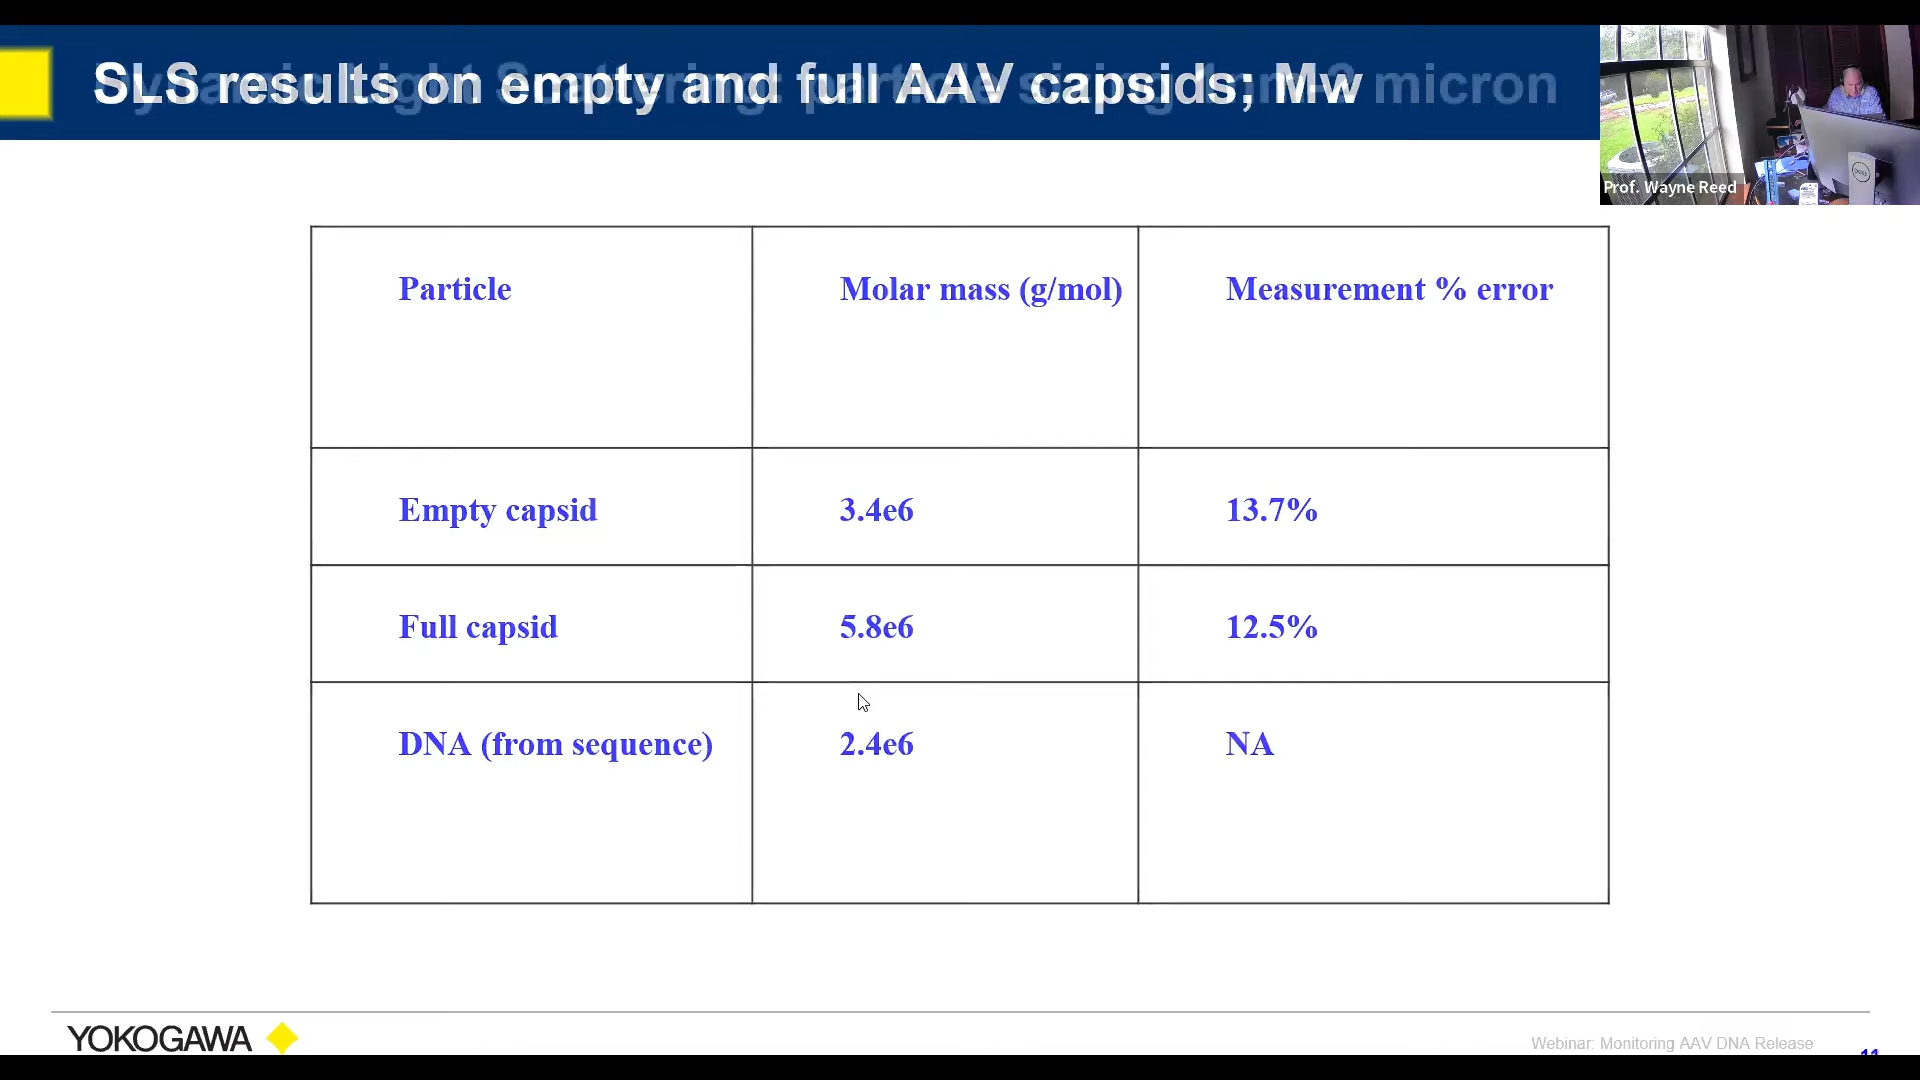 SLS results on empty and full AAV capsids; Mw
micron
Prof. Wayne Reed
Particle
Molar mass (g/mol)
Measurement % error
Empty capsid
3.4e6
13.7%
Full capsid
5.8e6
12.5%
DNA (from sequence)
2.4e6
NA
YOKOGAWA
Webinar: Monitoring AAV DNA Release